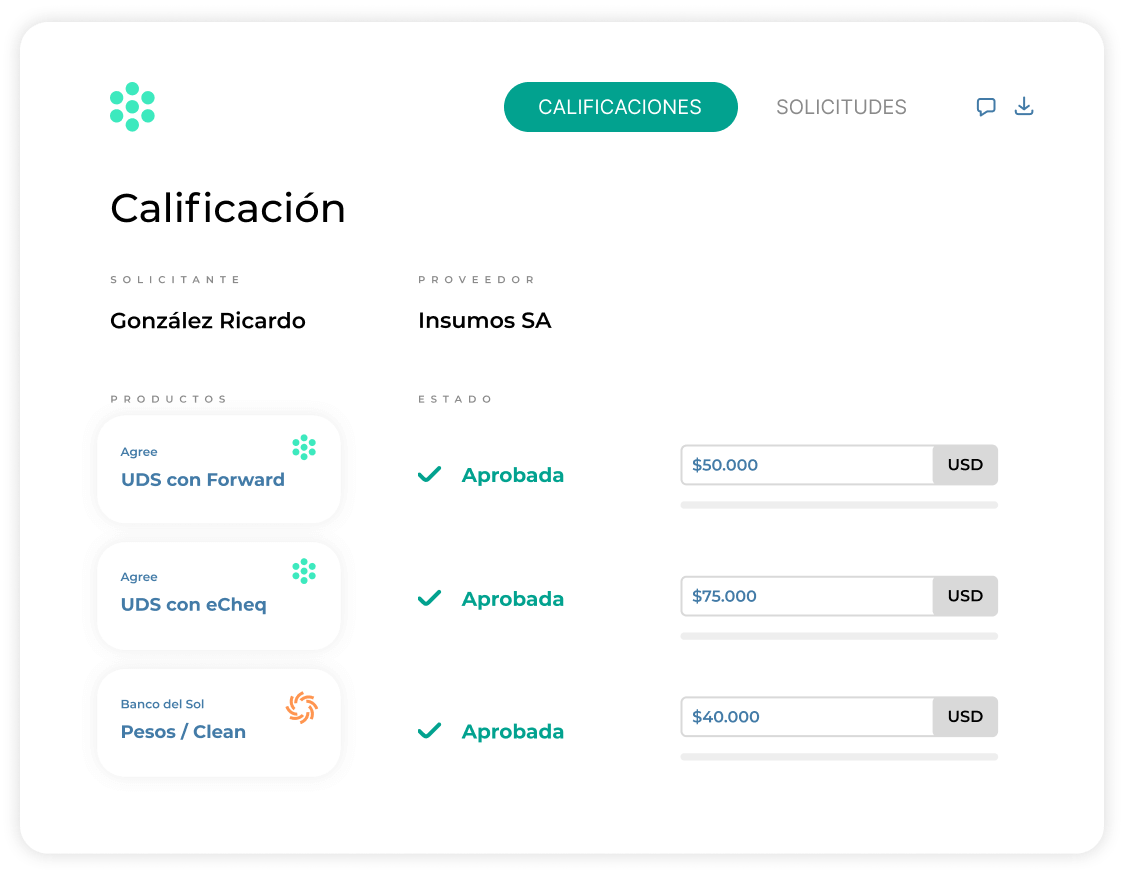 CALIFICACIONES SOLICITUDES
Calificación
SOLICITANTE PROVEEDOR
González Ricardo Insumos SA
PRODUCTOS ESTADO
Agree
UDS con Forward
Aprobada
$50.000 USD
Agree
UDS con eCheq
Aprobada
$75.000 USD
Banco del Sol
Pesos / Clean
Aprobada
$40.000 USD